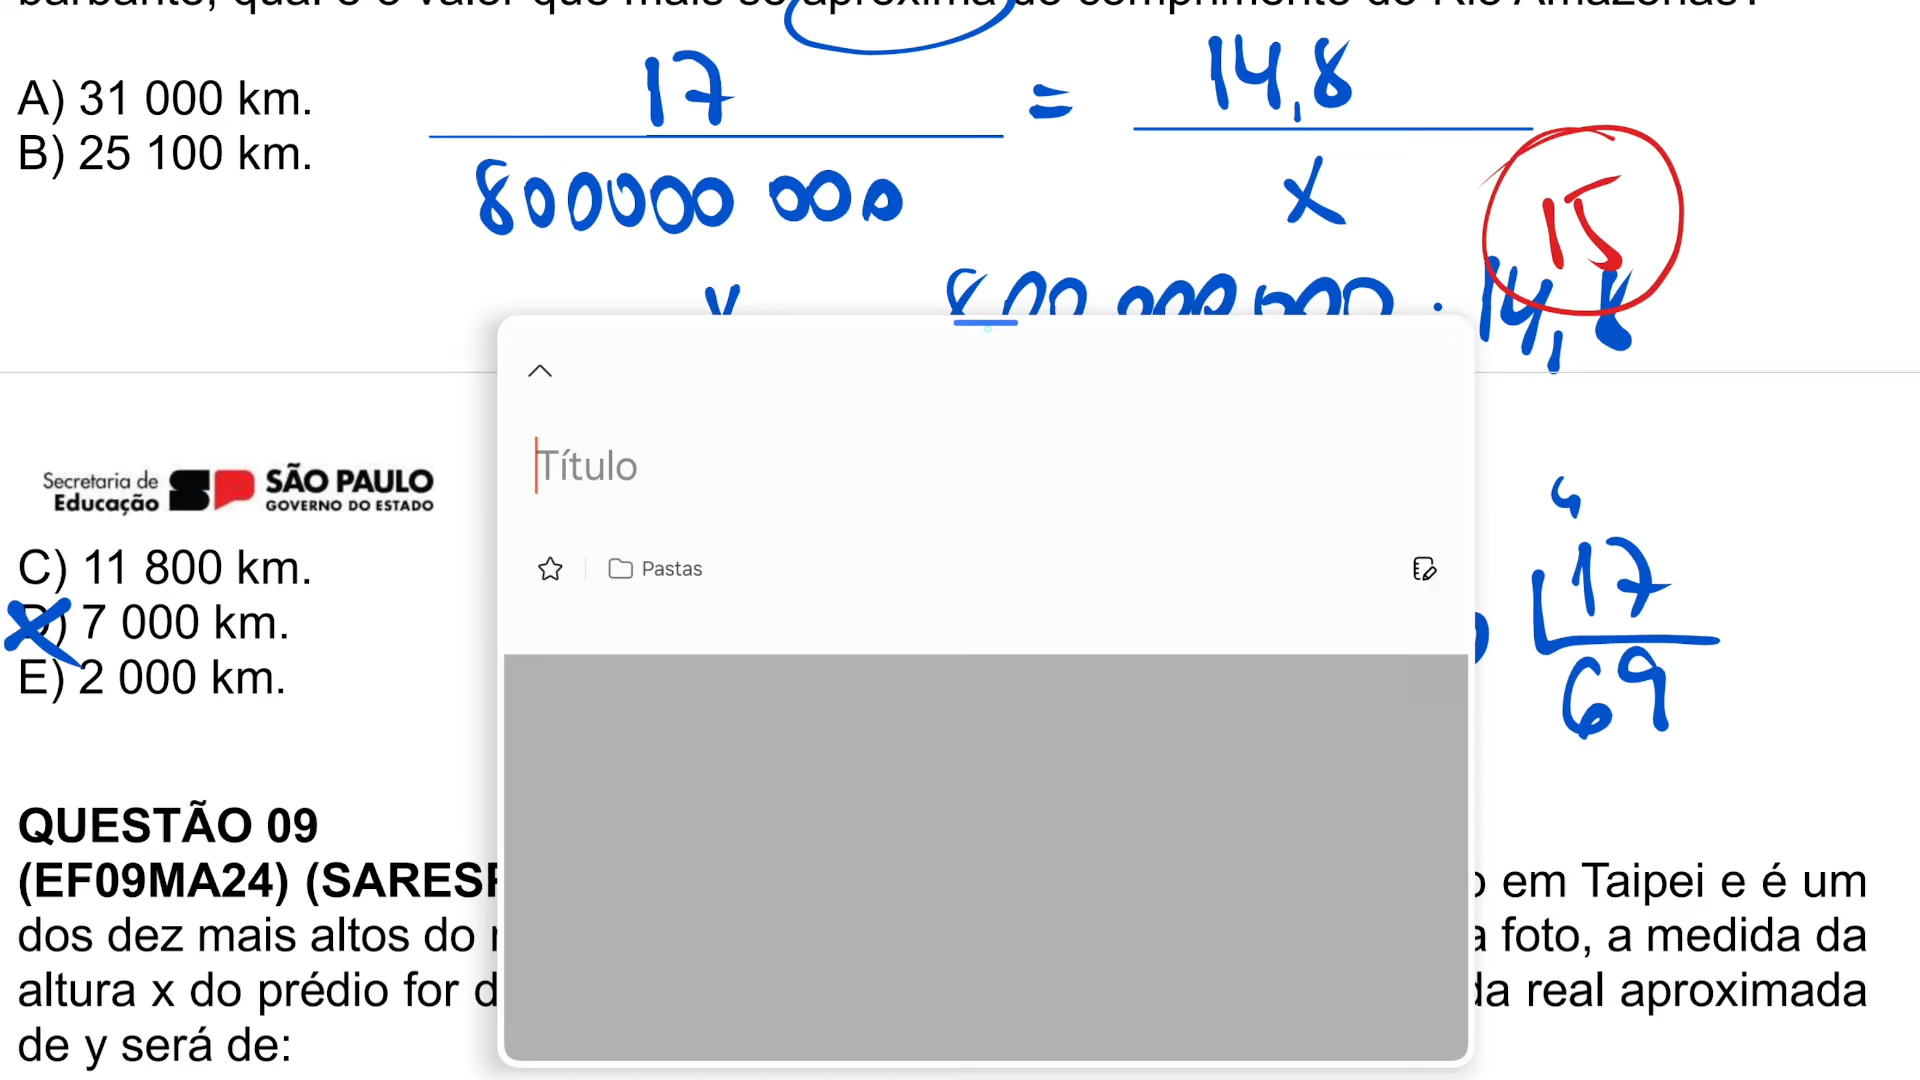 A) 31 000 km.
B) 25 100 km.
17 = 14,8
800000 000 x
15
14,8
Título
Secretaria de
Educação
SÃO PAULO
GOVERNO DO ESTADO
C) 11 800 km.
7 000 km.
E) 2 000 km.
Pastas
17
69
QUESTÃO 09
(EF09MA24) em Taipei e é um
dos dez mais altos do foto, a medida da
altura x do prédio for real aproximada
de y será de: